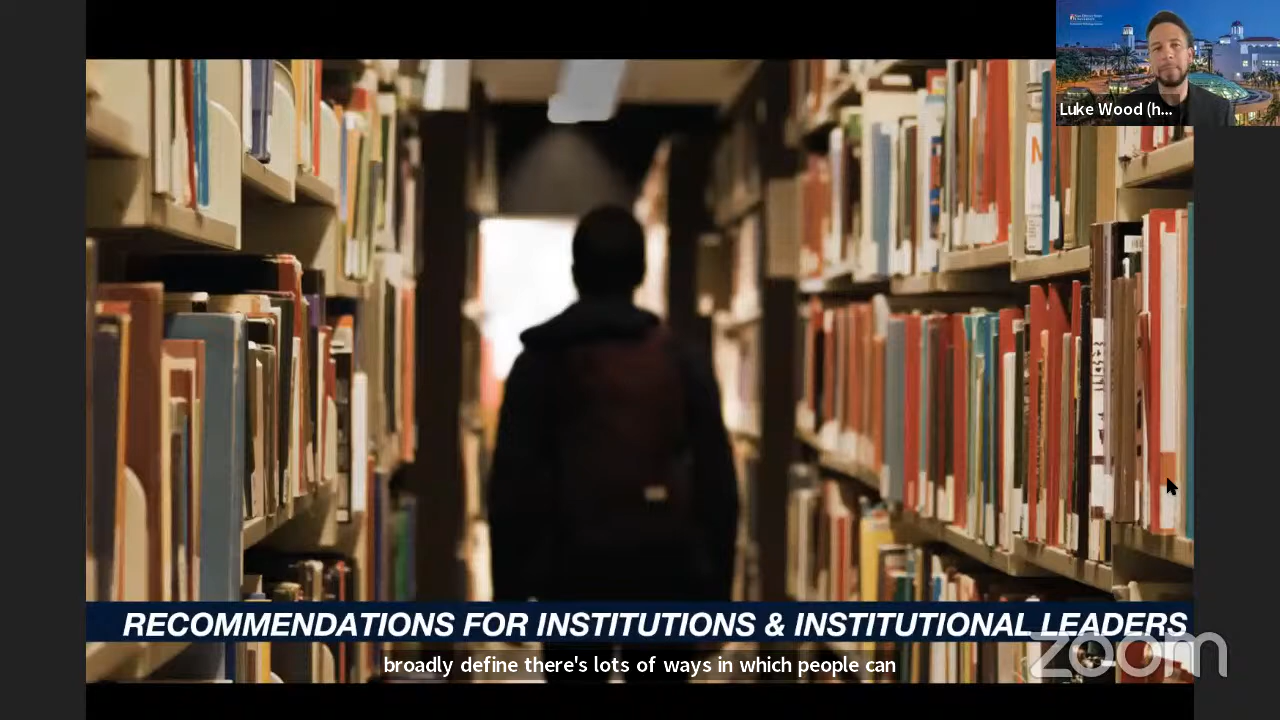 Luke Wood (h...
RECOMMENDATIONS FOR INSTITUTIONS & INSTITUTIONAL LEADERS
broadly define there's lots of ways in which people can
zoom